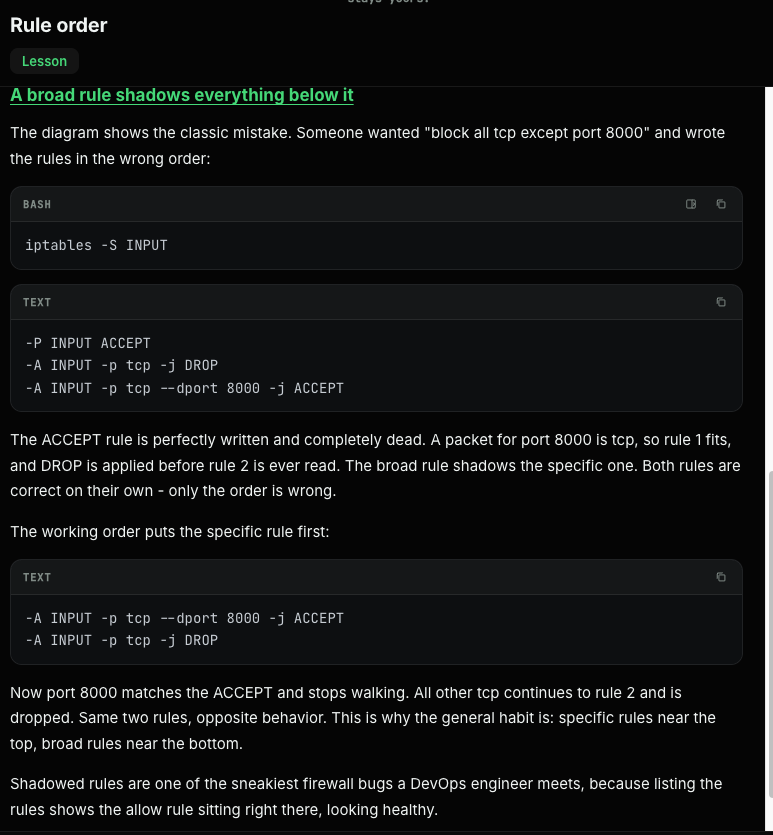 Rule order
Lesson
A broad rule shadows everything below it
The diagram shows the classic mistake. Someone wanted "block all tcp except port 8000" and wrote
the rules in the wrong order:
BASH
iptables -S INPUT
TEXT
-P INPUT ACCEPT
-A INPUT -p tcp -j DROP
-A INPUT -p tcp --dport 8000 -j ACCEPT
The ACCEPT rule is perfectly written and completely dead. A packet for port 8000 is tcp, so rule 1 fits,
and DROP is applied before rule 2 is ever read. The broad rule shadows the specific one. Both rules are
correct on their own - only the order is wrong.
The working order puts the specific rule first:
TEXT
-A INPUT -p tcp --dport 8000 -j ACCEPT
-A INPUT -p tcp -j DROP
Now port 8000 matches the ACCEPT and stops walking. All other tcp continues to rule 2 and is
dropped. Same two rules, opposite behavior. This is why the general habit is: specific rules near the
top, broad rules near the bottom.
Shadowed rules are one of the sneakiest firewall bugs a DevOps engineer meets, because listing the
rules shows the allow rule sitting right there, looking healthy.